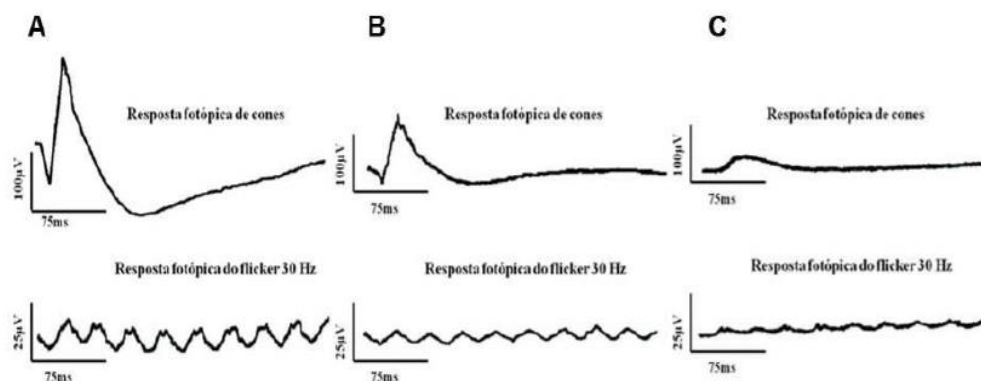 A
B
C
Resposta fotópica de cones
Resposta fotópica de cones
Resposta fotópica de cones
100µV
75ms
100µV
75ms
100µV
75ms
Resposta fotópica do flicker 30 Hz
Resposta fotópica do flicker 30 Hz
Resposta fotópica do flicker 30 Hz
25µV
75ms
25µV
75ms
25µV
75ms